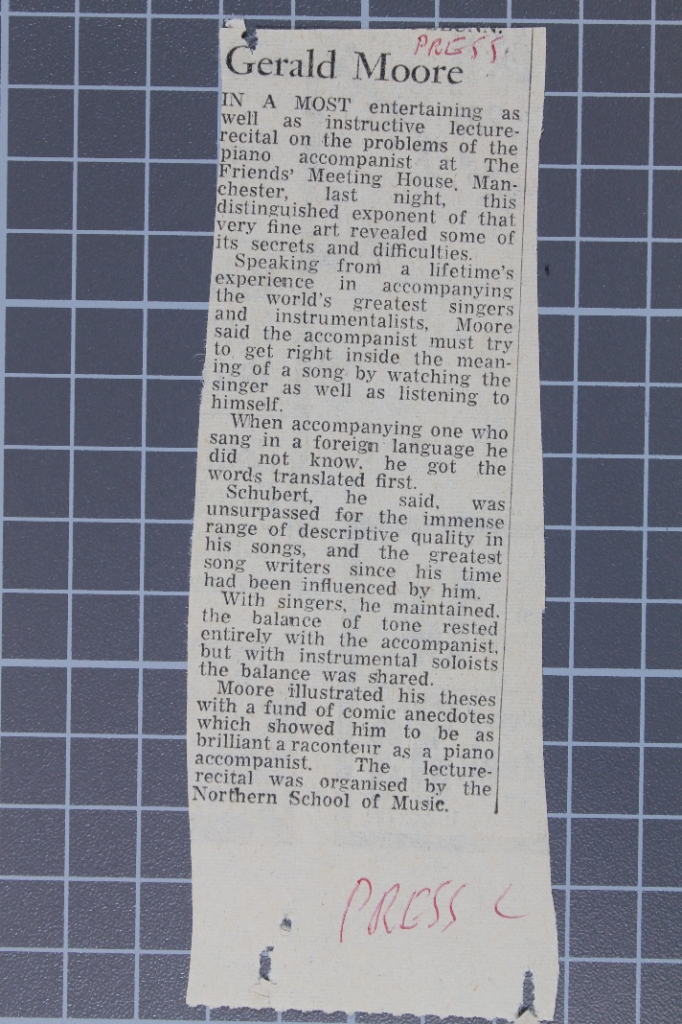 PRESS.
Gerald Moore
IN A MOST entertaining as
well as instructive lecture-
recital on the problems of the
piano accompanist at The
Friends' Meeting House, Man-
chester, last night, this
distinguished exponent of that
very fine art revealed some of
its secrets and difficulties.
Speaking from a lifetime's
experience in accompanying
the world's greatest singers
and instrumentalists, Moore
said the accompanist must try
to get right inside the mean-
ing of a song by watching the
singer as well as listening to
himself.
When accompanying one who
sang in a foreign language he
did not know, he got the
words translated first.
Schubert, he said, was
unsurpassed for the immense
range of descriptive quality in
his songs, and the greatest
song writers since his time
had been influenced by him.
With singers, he maintained,
the balance of tone rested
entirely with the accompanist,
but with instrumental soloists
the balance was shared.
Moore illustrated his theses
with a fund of comic anecdotes
which showed him to be as
brilliant a raconteur as a piano
accompanist. The lecture-
recital was organised by the
Northern School of Music.
PRESS C